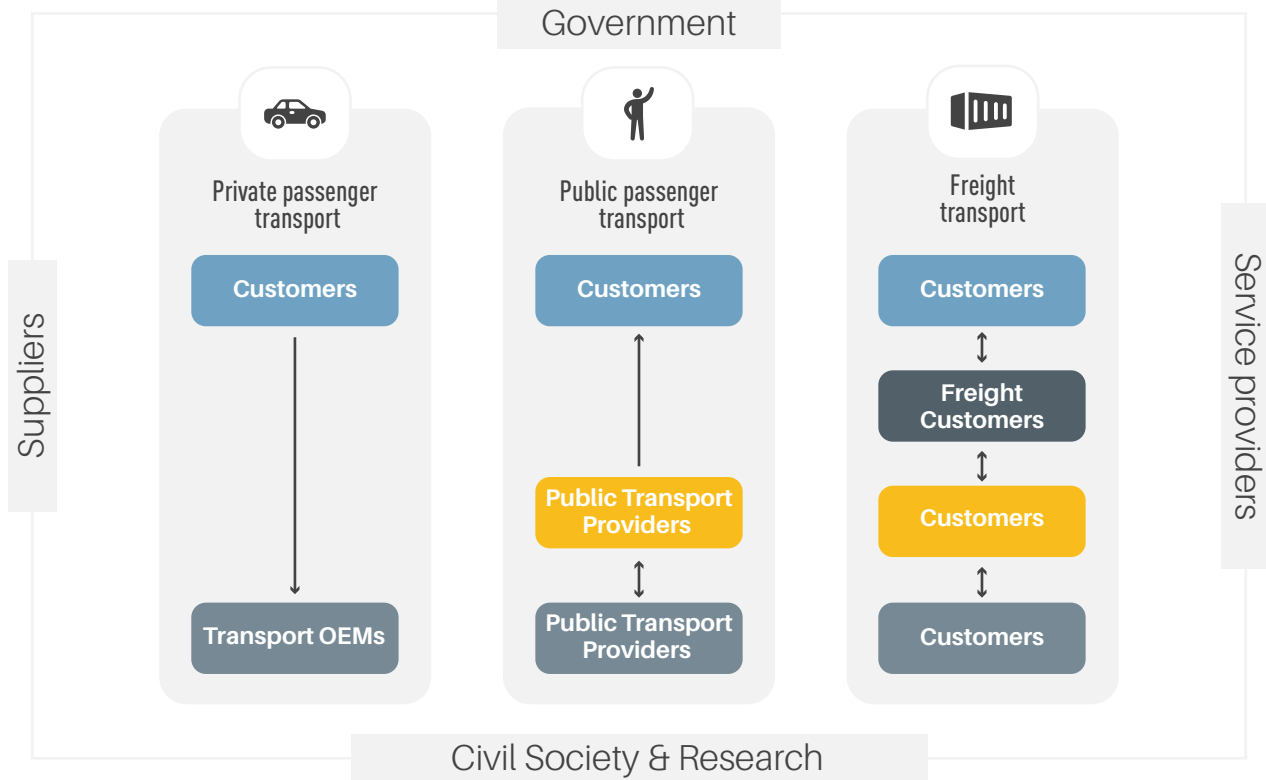 Government
Suppliers
Private passenger
transport
Customers
Transport OEMs
Public passenger
transport
Customers
Public Transport
Providers
Public Transport
Providers
Freight
transport
Customers
Freight
Customers
Customers
Customers
Service providers
Civil Society & Research